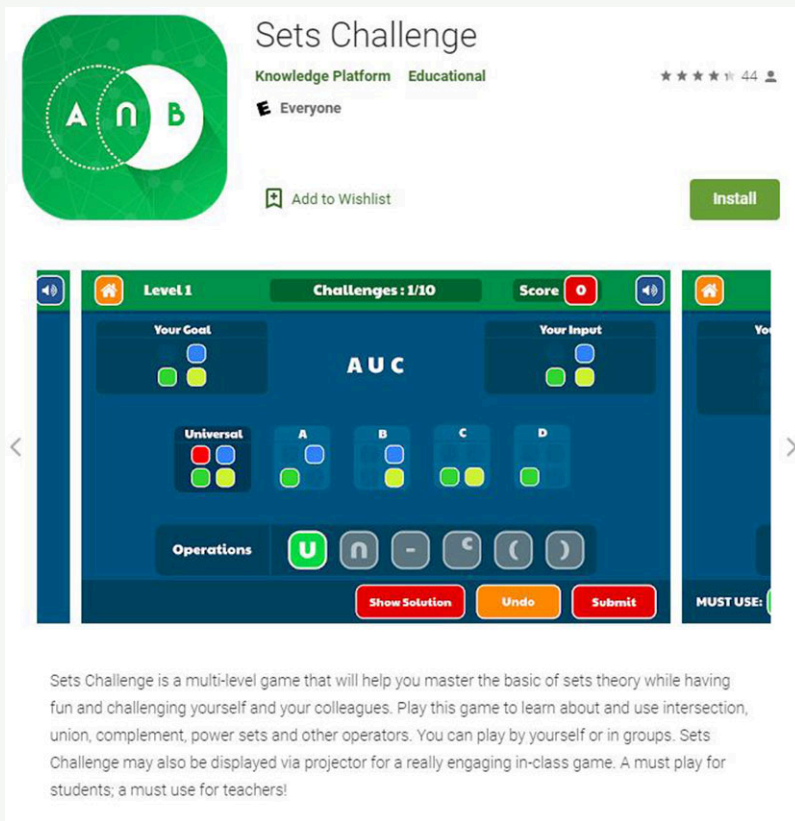 A ∩ B
Sets Challenge
Knowledge Platform Educational
44
E Everyone
Add to Wishlist
Install
Level 1
Challenges : 1/10
Score 0
Your Goal
A U C
Your Input
Universal
A
B
C
D
Operations U ∩ - C ( )
Show Solution
Undo
Submit
You
MUST USE:
Sets Challenge is a multi-level game that will help you master the basic of sets theory while having
fun and challenging yourself and your colleagues. Play this game to learn about and use intersection,
union, complement, power sets and other operators. You can play by yourself or in groups. Sets
Challenge may also be displayed via projector for a really engaging in-class game. A must play for
students; a must use for teachers!